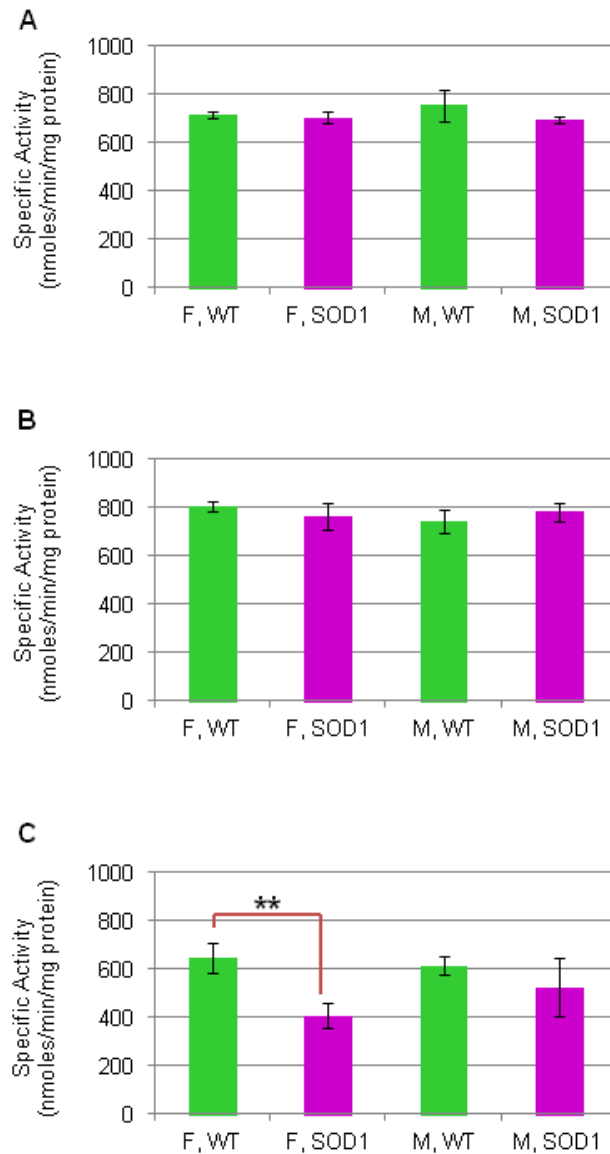 A
Specific Activity
(nmoles/min/mg protein)
1000
800
600
400
200
0
F, WT F, SOD1 M, WT M, SOD1
B
Specific Activity
(nmoles/min/mg protein)
1000
800
600
400
200
0
F, WT F, SOD1 M, WT M, SOD1
C
Specific Activity
(nmoles/min/mg protein)
1000
800
600
400
200
0
**
F, WT F, SOD1 M, WT M, SOD1